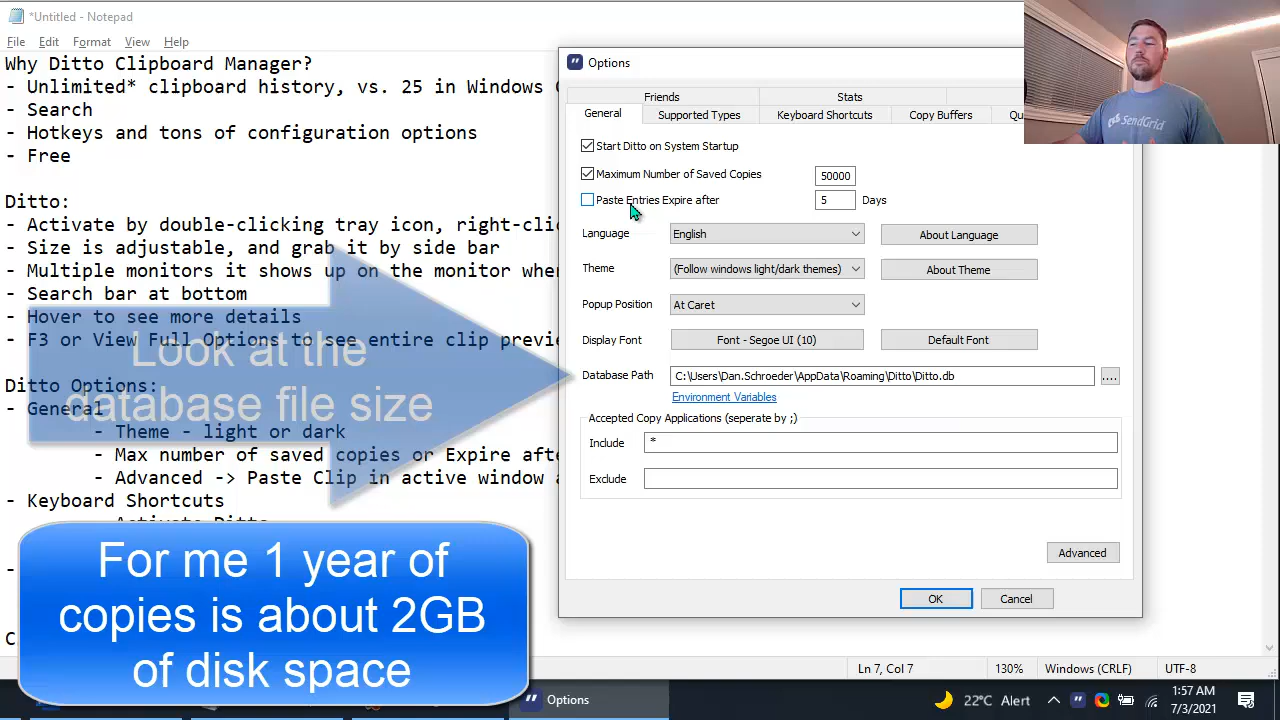 *Untitled - Notepad
File Edit Format View Help
Why Ditto Clipboard Manager?
- Unlimited* clipboard history, vs. 25 in Windows
- Search
- Hotkeys and tons of configuration options
- Free
Ditto:
- Activate by double-clicking tray icon, right-cli
- Size is adjustable, and grab it by side bar
- Multiple monitors it shows up on the monitor wher
- Search bar at bottom
- Hover to see more details
- F3 or View Full Options to see entire clip previe
Ditto Options:
- General
- Theme - light or dark
- Max number of saved copies or Expire afte
- Advanced -> Paste Clip in active window a
- Keyboard Shortcuts
- Activate Ditto
-
C
Look at the
database file size
For me 1 year of
copies is about 2GB
of disk space
Options
Friends Stats
General Supported Types Keyboard Shortcuts Copy Buffers Qu
Start Ditto on System Startup
Maximum Number of Saved Copies 50000
Paste Entries Expire after 5 Days
Language English About Language
Theme (Follow windows light/dark themes) About Theme
Popup Position At Caret
Display Font Font - Segoe UI (10) Default Font
Database Path C:\Users\Dan.Schroeder\AppData\Roaming\Ditto\Ditto.db ....
Environment Variables
Accepted Copy Applications (seperate by ;)
Include *
Exclude
Advanced
OK Cancel
SendGrid
Ln 7, Col 7 130% Windows (CRLF) UTF-8
Options
22°C Alert
1:57 AM
7/3/2021